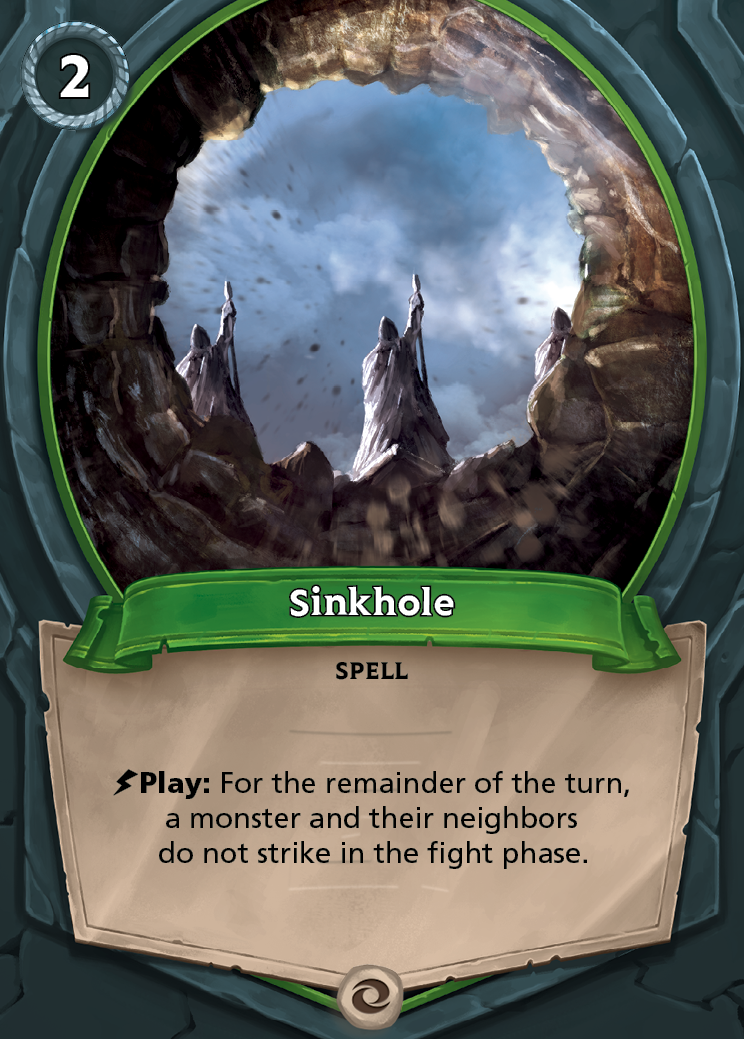 2
Sinkhole
SPELL
Play: For the remainder of the turn,
a monster and their neighbors
do not strike in the fight phase.